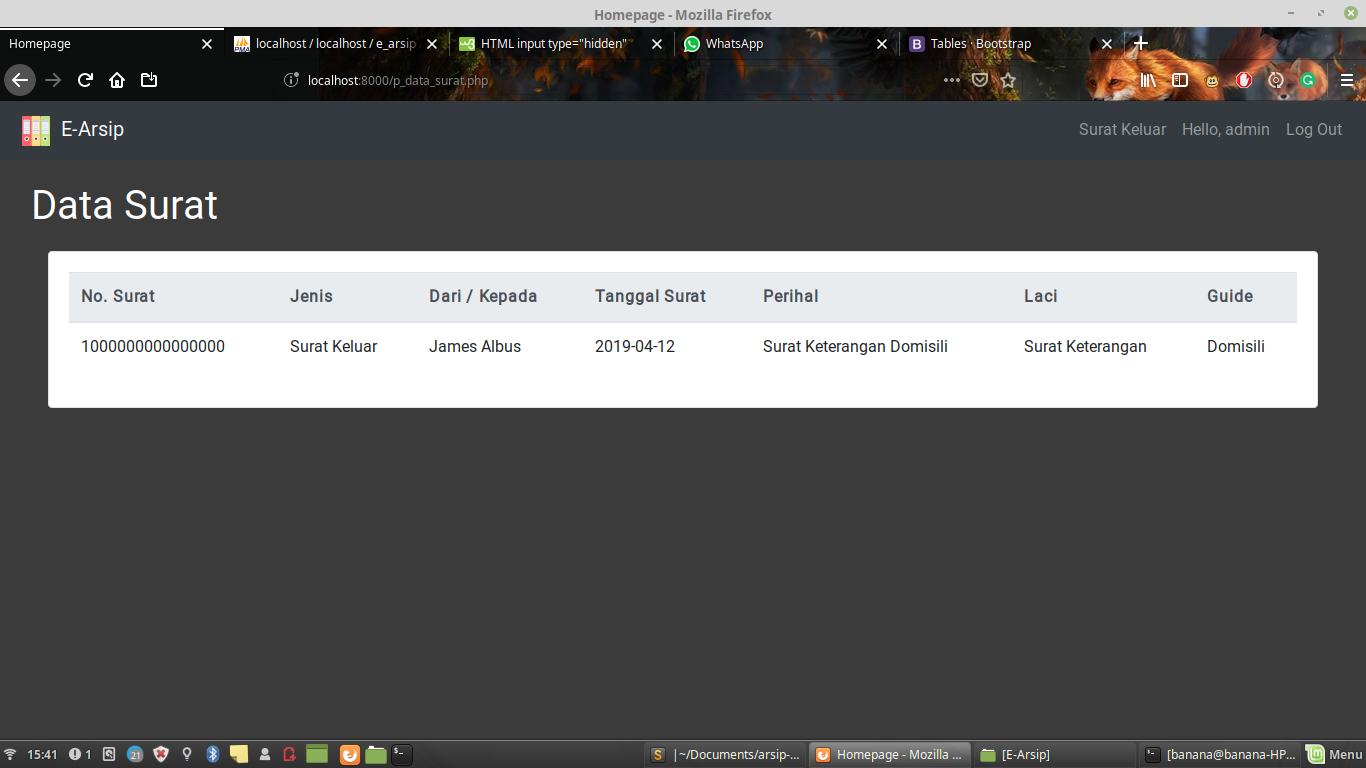 Homepage - Mozilla Firefox
Homepage
localhost / localhost / e_arsip
HTML input type="hidden"
WhatsApp
Tables · Bootstrap
localhost:8000/p_data_surat.php
E-Arsip
Surat Keluar Hello, admin Log Out
Data Surat
No. Surat Jenis Dari / Kepada Tanggal Surat Perihal Laci Guide
1000000000000000 Surat Keluar James Albus 2019-04-12 Surat Keterangan Domisili Surat Keterangan Domisili
15:41 1 21 ~/Documents/arsip-... Homepage - Mozilla ... [E-Arsip] [banana@banana-HP... Menu